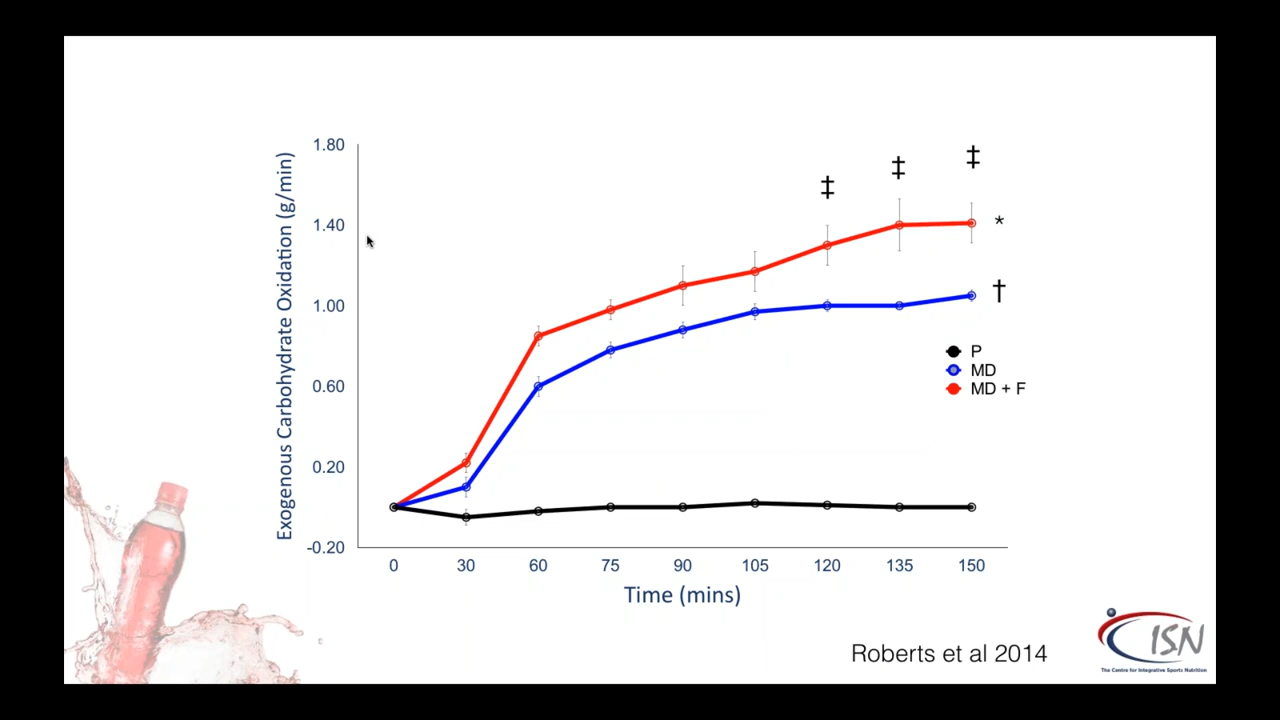 Exogenous Carbohydrate Oxidation (g/min)
1.80
1.40
1.00
0.60
0.20
-0.20
‡ ‡ ‡
*
†
P
MD
MD + F
0 30 60 75 90 105 120 135 150
Time (mins)
Roberts et al 2014
CISN
The Centre for Integrative Sports Nutrition